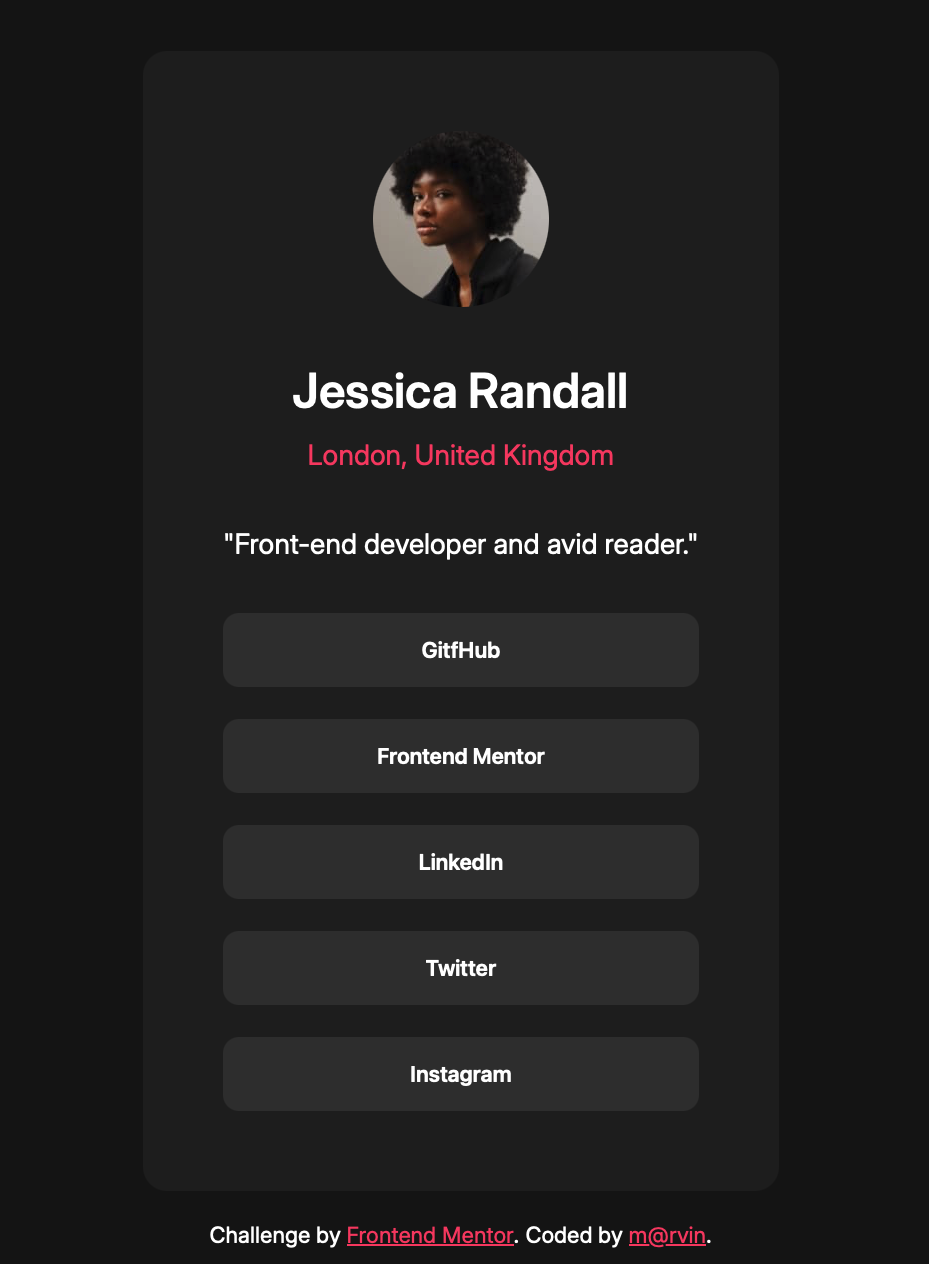 Jessica Randall
London, United Kingdom
"Front-end developer and avid reader."
GitfHub
Frontend Mentor
LinkedIn
Twitter
Instagram
Challenge by Frontend Mentor. Coded by m@rvin.